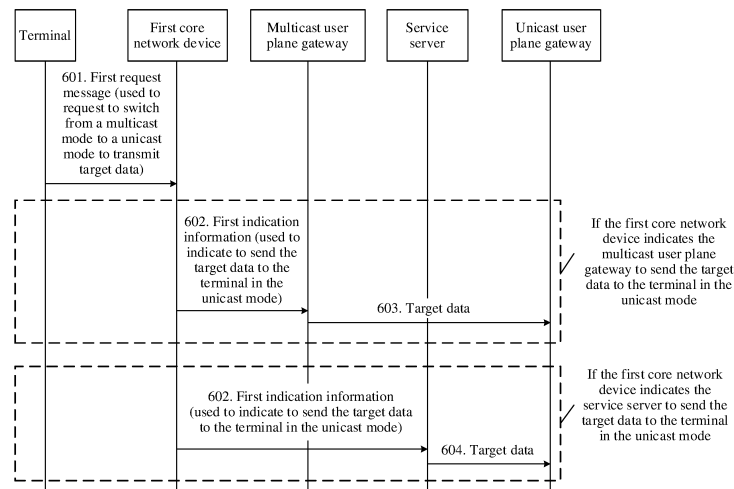 Terminal
First core
network device
Multicast user
plane gateway
Service
server
Unicast user
plane gateway
601. First request
message (used to
request to switch
from a multicast
mode to a unicast
mode to transmit
target data)
602. First indication
information (used to
indicate to send the
target data to the
terminal in the
unicast mode)
603. Target data
If the first core network
device indicates the
multicast user plane
gateway to send the target
data to the terminal in the
unicast mode
602. First indication information
(used to indicate to send the target data
to the terminal in the unicast mode)
604. Target data
If the first core network
device indicates the
service server to send the
target data to the terminal
in the unicast mode